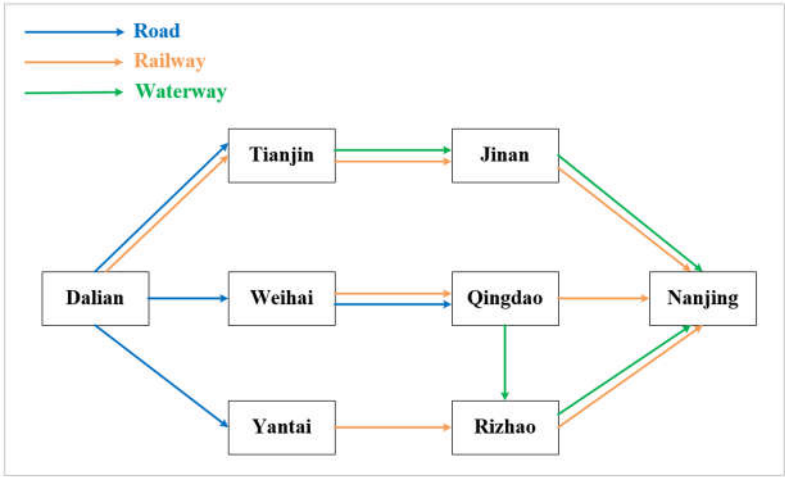 Road
Railway
Waterway
Tianjin
Jinan
Dalian
Weihai
Qingdao
Nanjing
Yantai
Rizhao